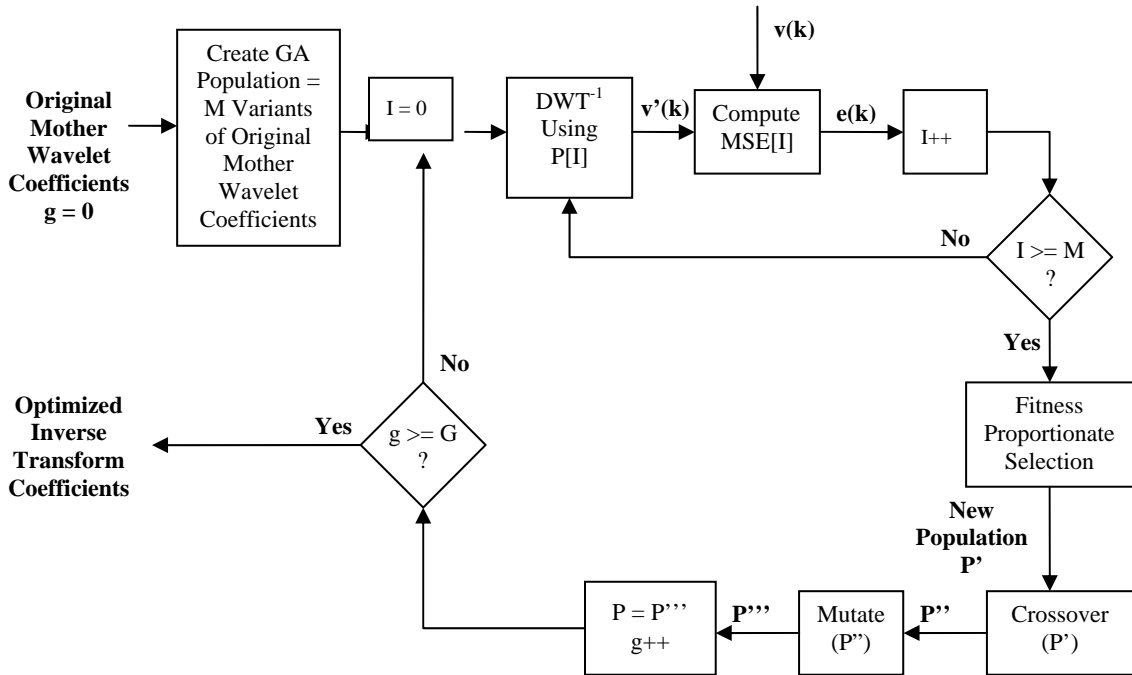 Original
Mother
Wavelet
Coefficients
g = 0
Create GA
Population =
M Variants
of Original
Mother
Wavelet
Coefficients
I = 0
DWT-1
Using
P[I]
v'(k)
v(k)
Compute
MSE[I]
e(k)
I++
I >= M
?
No
Yes
Fitness
Proportionate
Selection
New
Population
P'
Crossover
(P')
P''
Mutate
(P'')
P'''
P = P'''
g++
g >= G
?
No
Yes
Optimized
Inverse
Transform
Coefficients